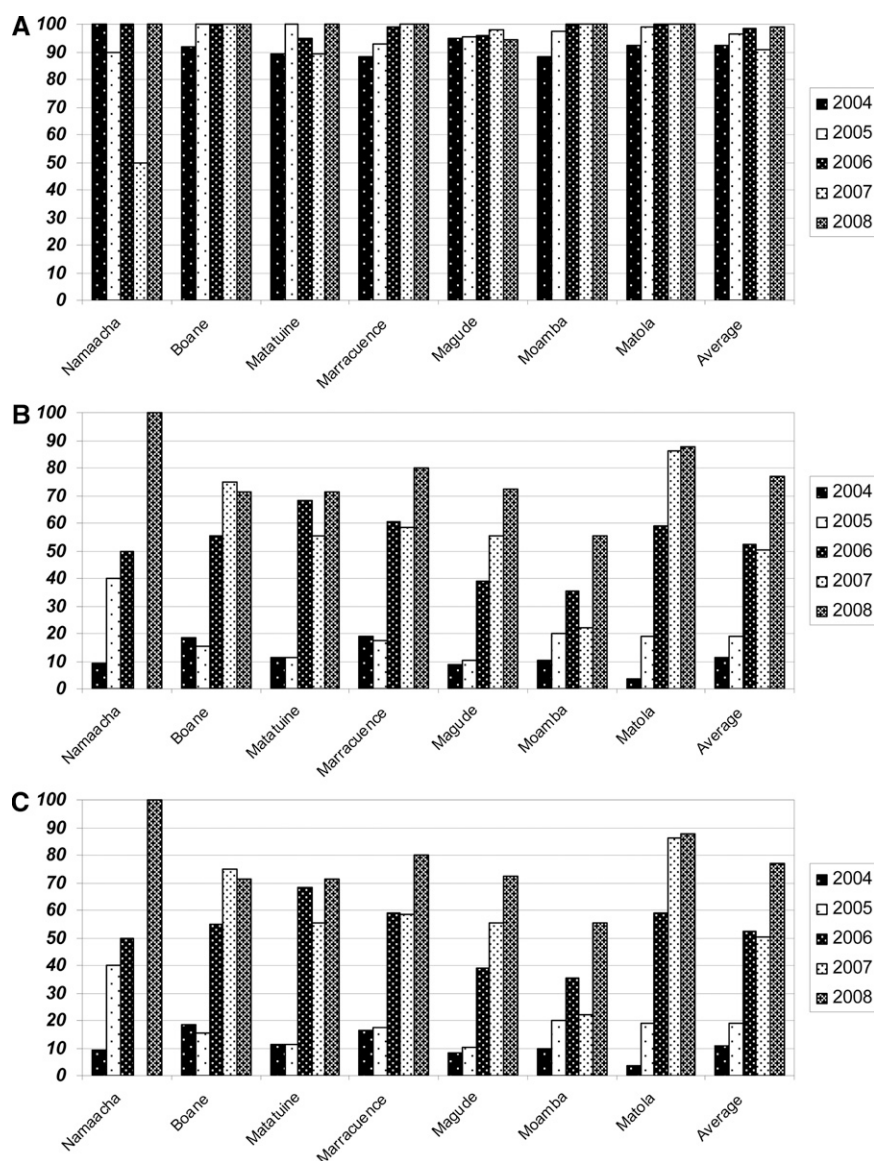 A
100
90
80
70
60
50
40
30
20
10
0
Namaacha
Boane
Matatuine
Marracuence
Magude
Moamba
Matola
Average
2004
2005
2006
2007
2008
B
100
90
80
70
60
50
40
30
20
10
0
Namaacha
Boane
Matatuine
Marracuence
Magude
Moamba
Matola
Average
2004
2005
2006
2007
2008
C
100
90
80
70
60
50
40
30
20
10
0
Namaacha
Boane
Matatuine
Marracuence
Magude
Moamba
Matola
Average
2004
2005
2006
2007
2008